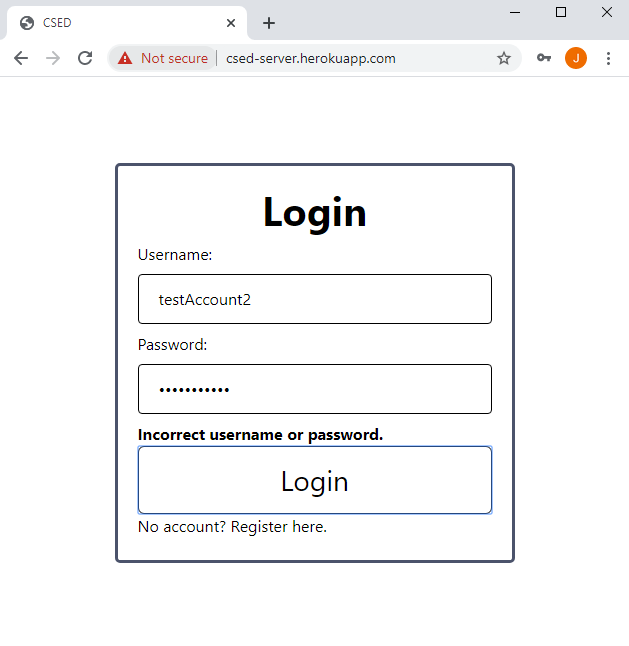 CSED
Not secure csed-server.herokuapp.com J
Login
Username:
testAccount2
Password:
•••••••••••
Incorrect username or password.
Login
No account? Register here.